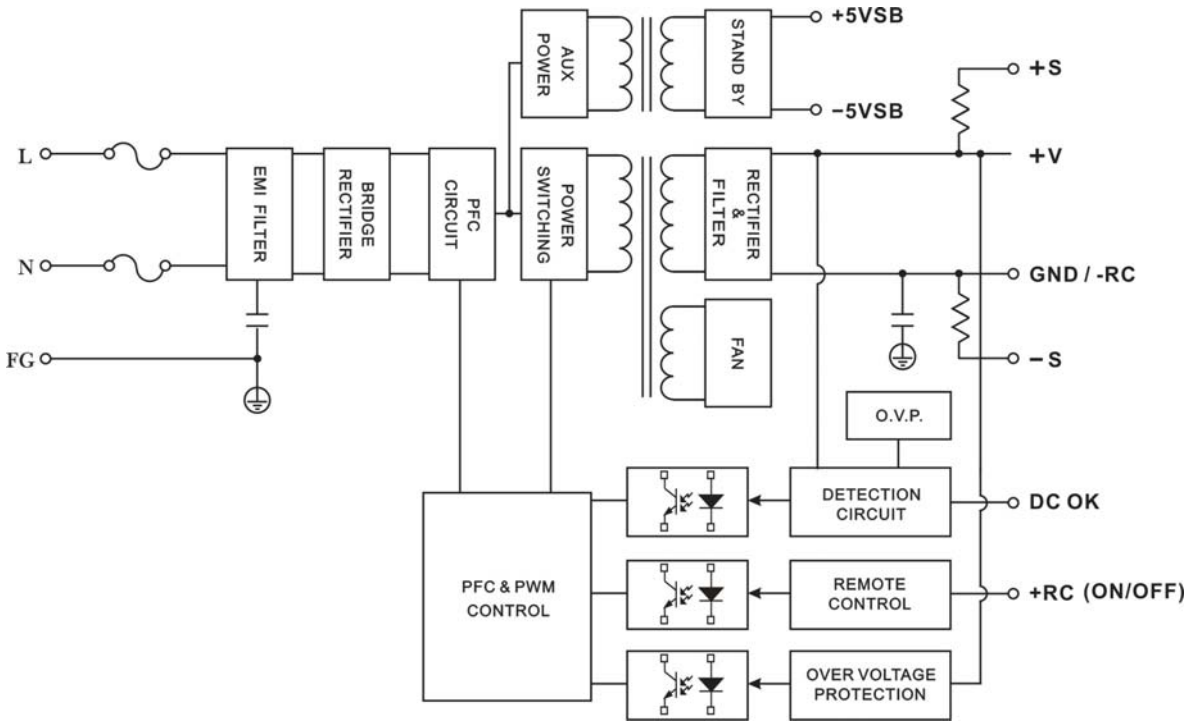 +5VSB
AUX
POWER
STAND BY
+S
−5VSB
L
+V
EMI FILTER
BRIDGE
RECTIFIER
PFC
CIRCUIT
POWER
SWITCHING
RECTIFIER
&
FILTER
N
GND / -RC
FAN
FG
−S
O.V.P.
DETECTION
CIRCUIT
DC OK
PFC & PWM
CONTROL
REMOTE
CONTROL
+RC (ON/OFF)
OVER VOLTAGE
PROTECTION